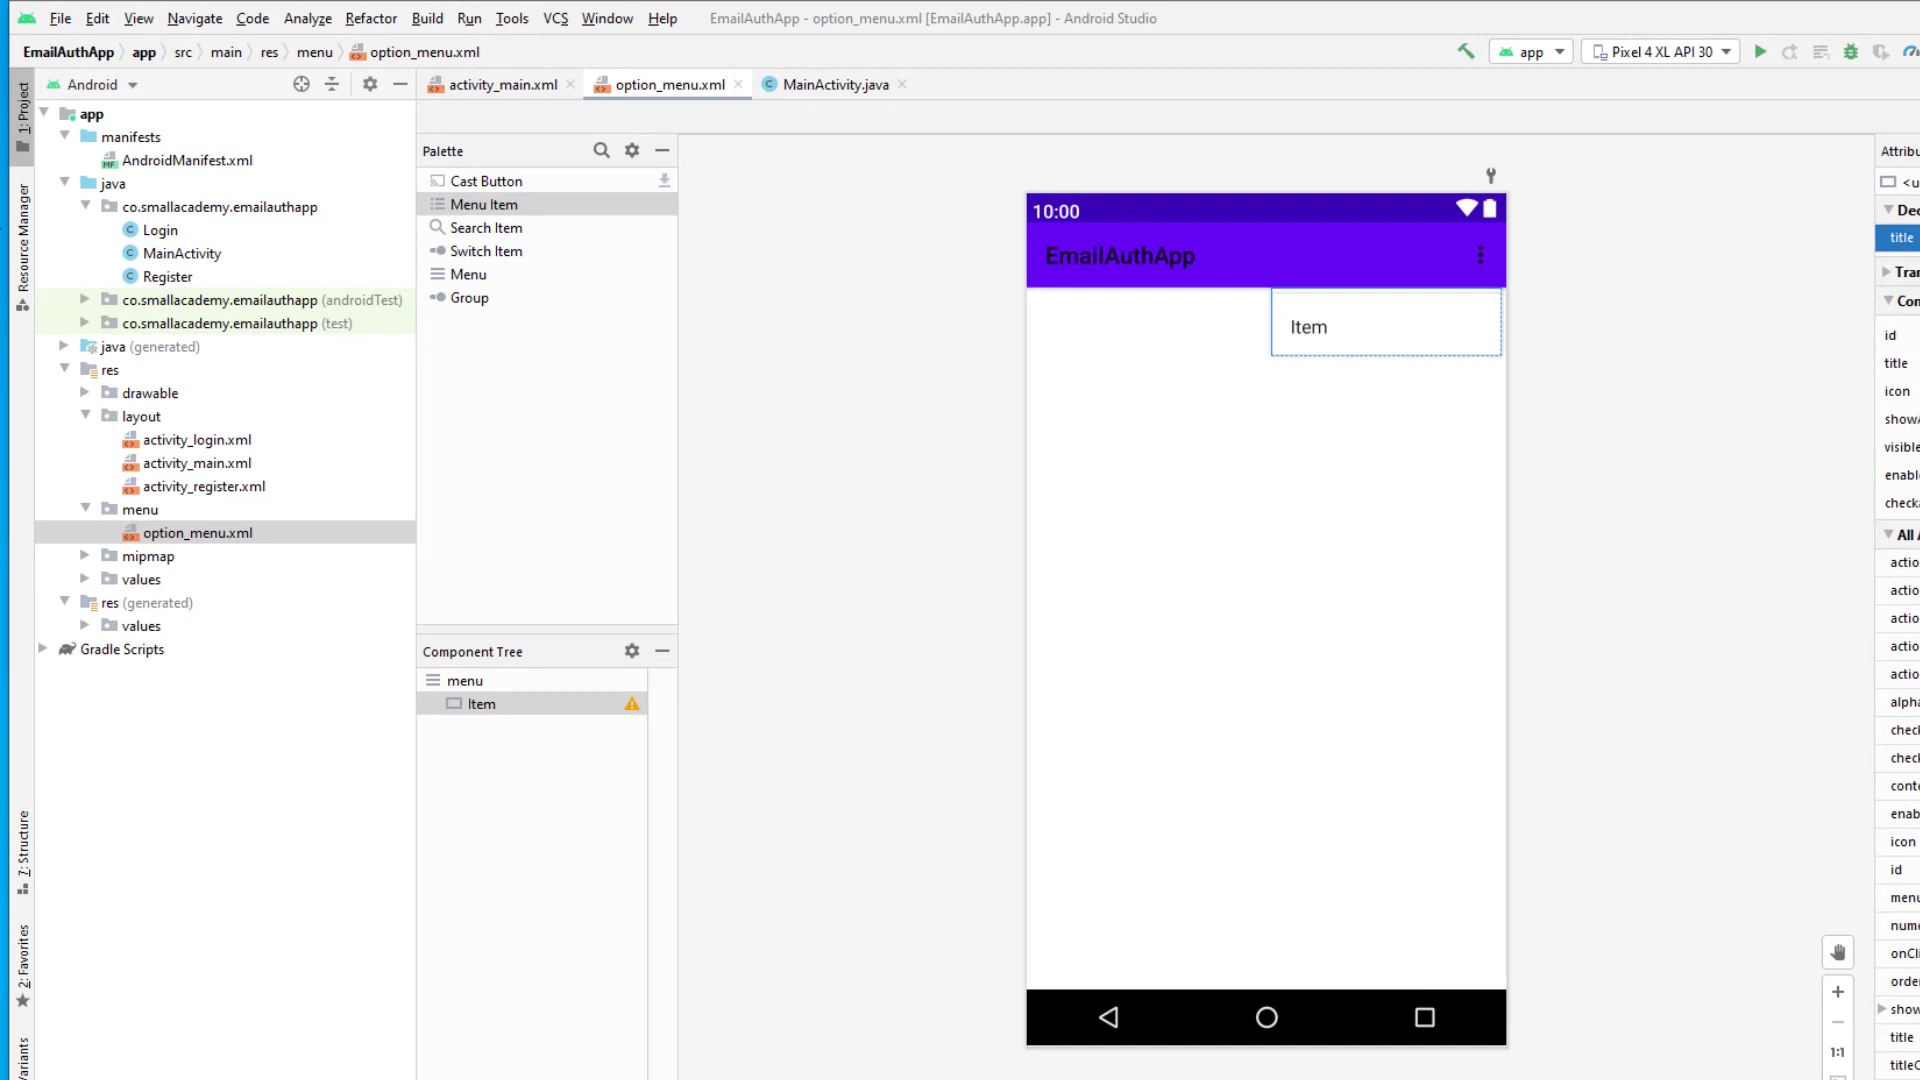 File Edit View Navigate Code Analyze Refactor Build Run Tools VCS Window Help EmailAuthApp - option_menu.xml [EmailAuthApp.app] - Android Studio
EmailAuthApp app src main res menu option_menu.xml app Pixel 4 XL API 30
1: Project
Resource Manager
7: Structure
2: Favorites
Android
app
manifests
AndroidManifest.xml
java
co.smallacademy.emailauthapp
Login
MainActivity
Register
co.smallacademy.emailauthapp (androidTest)
co.smallacademy.emailauthapp (test)
java (generated)
res
drawable
layout
activity_login.xml
activity_main.xml
activity_register.xml
menu
option_menu.xml
mipmap
values
res (generated)
values
Gradle Scripts
activity_main.xml option_menu.xml MainActivity.java
Palette
Cast Button
Menu Item
Search Item
Switch Item
Menu
Group
Component Tree
menu
Item
10:00
EmailAuthApp
Item
1:1
title
id
title
icon
icon
id
title